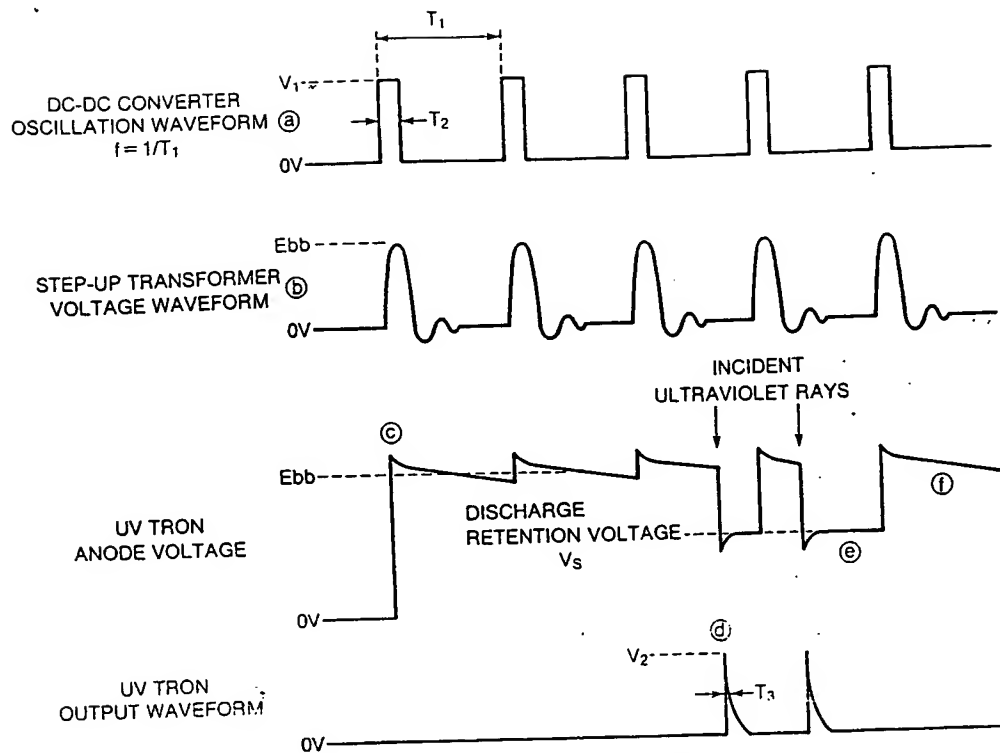 T₁
V₁
DC-DC CONVERTER
OSCILLATION WAVEFORM ⓐ
f = 1/T₁
T₂
0V
Ebb
STEP-UP TRANSFORMER
VOLTAGE WAVEFORM ⓑ
0V
INCIDENT
ULTRAVIOLET RAYS
ⓒ
Ebb
ⓕ
DISCHARGE
RETENTION VOLTAGE
Vs
ⓔ
UV TRON
ANODE VOLTAGE
0V
ⓓ
V₂
T₃
UV TRON
OUTPUT WAVEFORM
0V